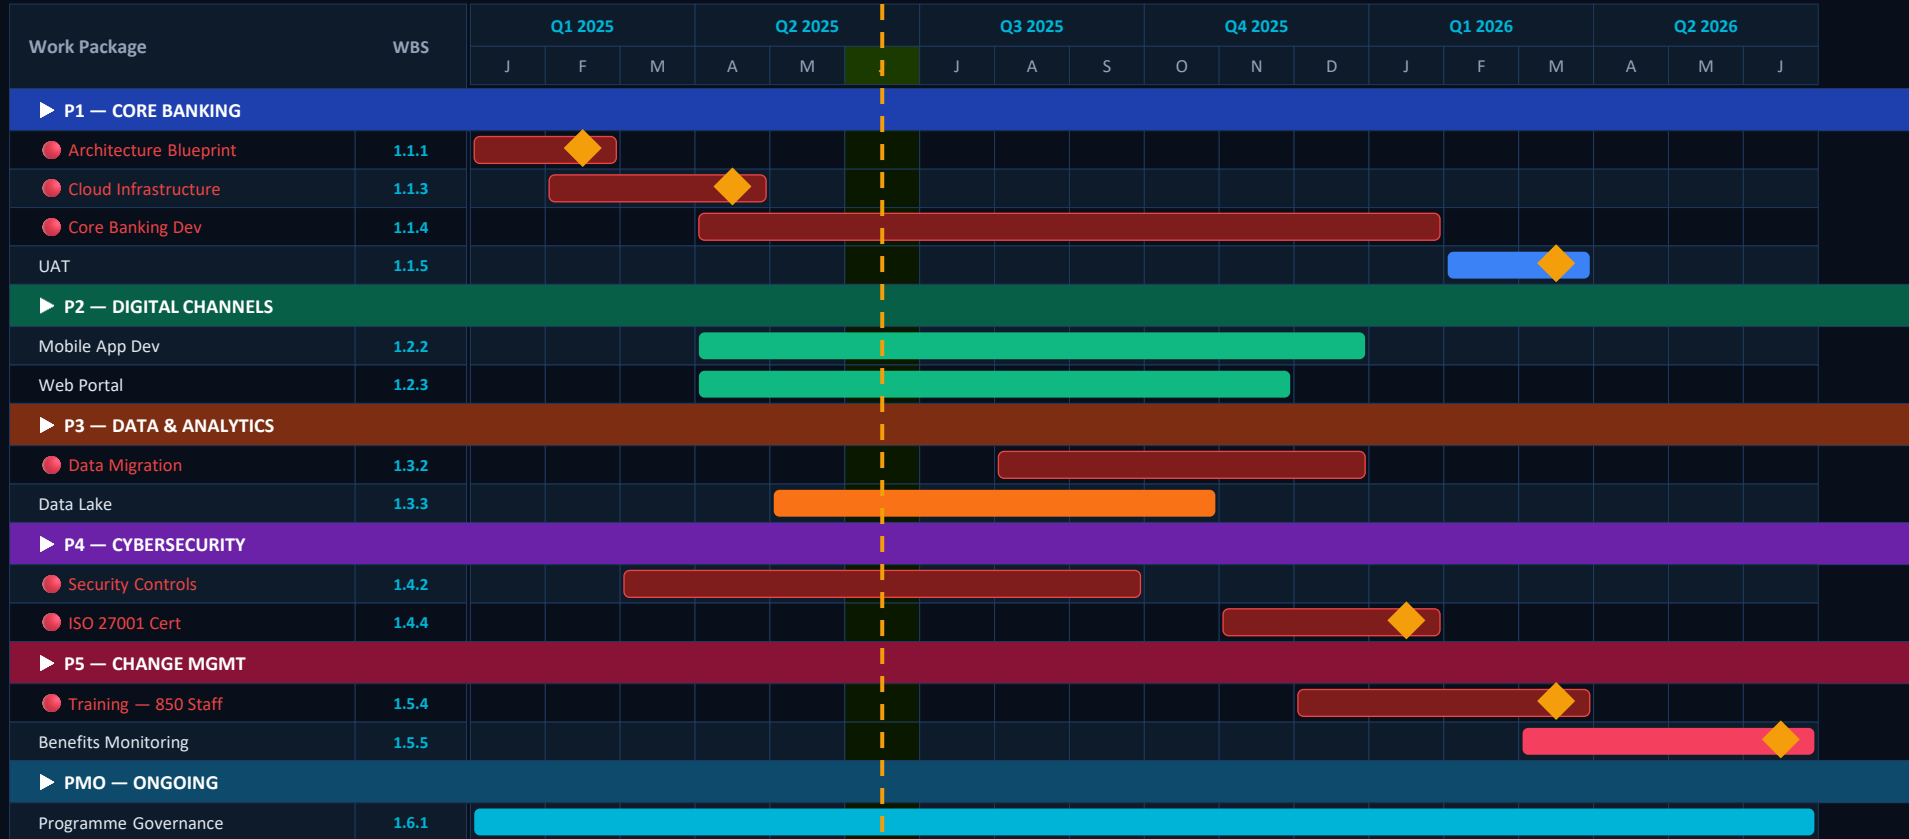 Work Package WBS Q1 2025 Q2 2025 Q3 2025 Q4 2025 Q1 2026 Q2 2026
J F M A M J A S O N D J F M A M J
▶ P1 — CORE BANKING
Architecture Blueprint 1.1.1
Cloud Infrastructure 1.1.3
Core Banking Dev 1.1.4
UAT 1.1.5
▶ P2 — DIGITAL CHANNELS
Mobile App Dev 1.2.2
Web Portal 1.2.3
▶ P3 — DATA & ANALYTICS
Data Migration 1.3.2
Data Lake 1.3.3
▶ P4 — CYBERSECURITY
Security Controls 1.4.2
ISO 27001 Cert 1.4.4
▶ P5 — CHANGE MGMT
Training — 850 Staff 1.5.4
Benefits Monitoring 1.5.5
▶ PMO — ONGOING
Programme Governance 1.6.1